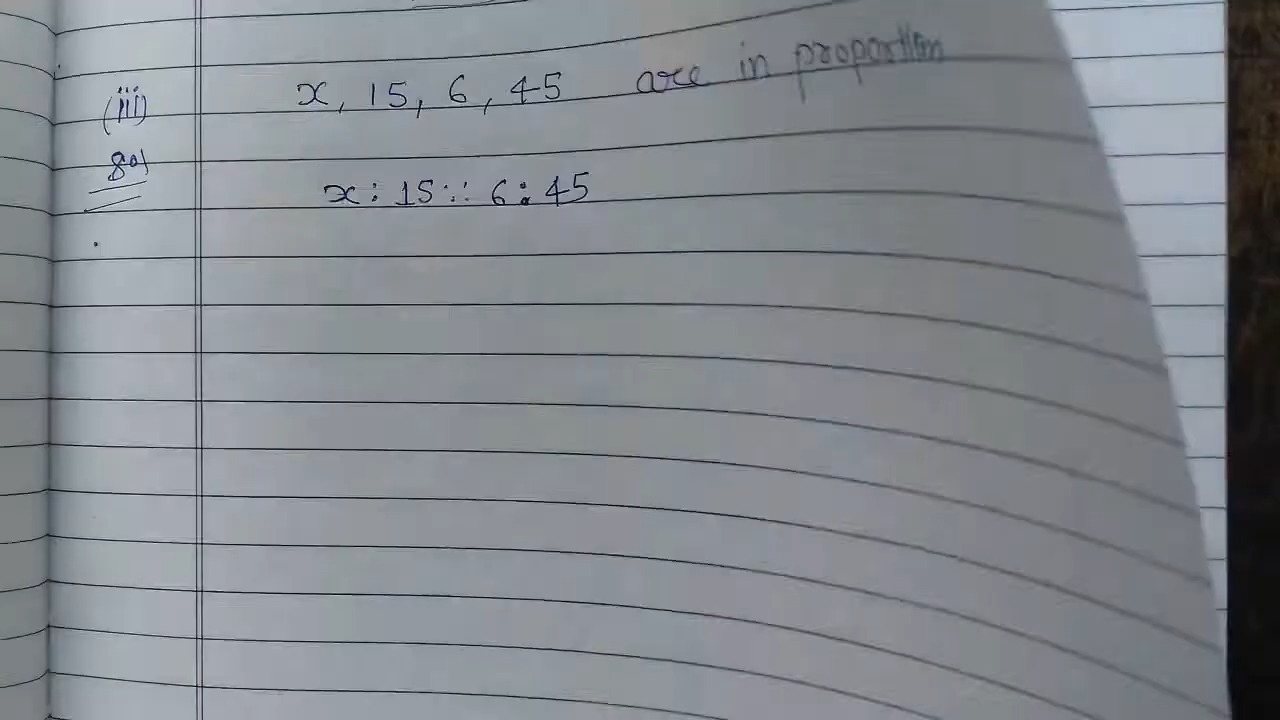 (iii) x, 15, 6, 45 are in proportion
Sol
x : 15 :: 6 : 45